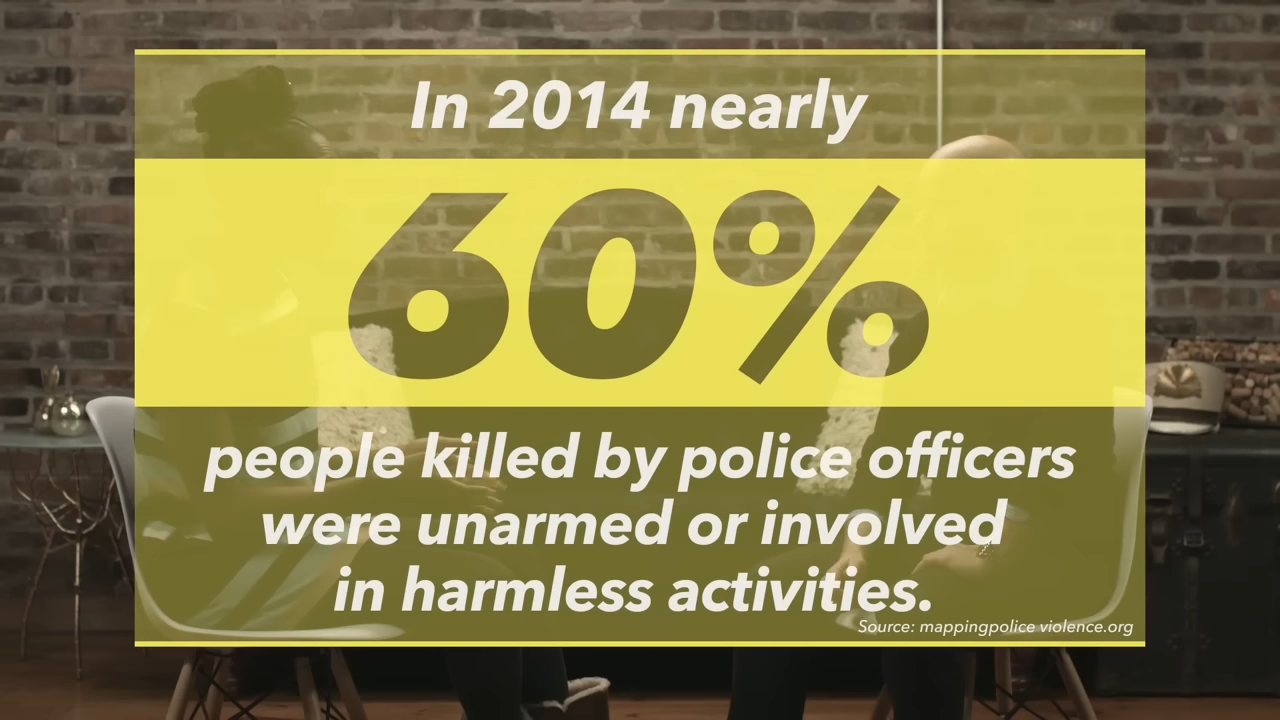 In 2014 nearly
60%
people killed by police officers
were unarmed or involved
in harmless activities.
Source: mappingpolice violence.org